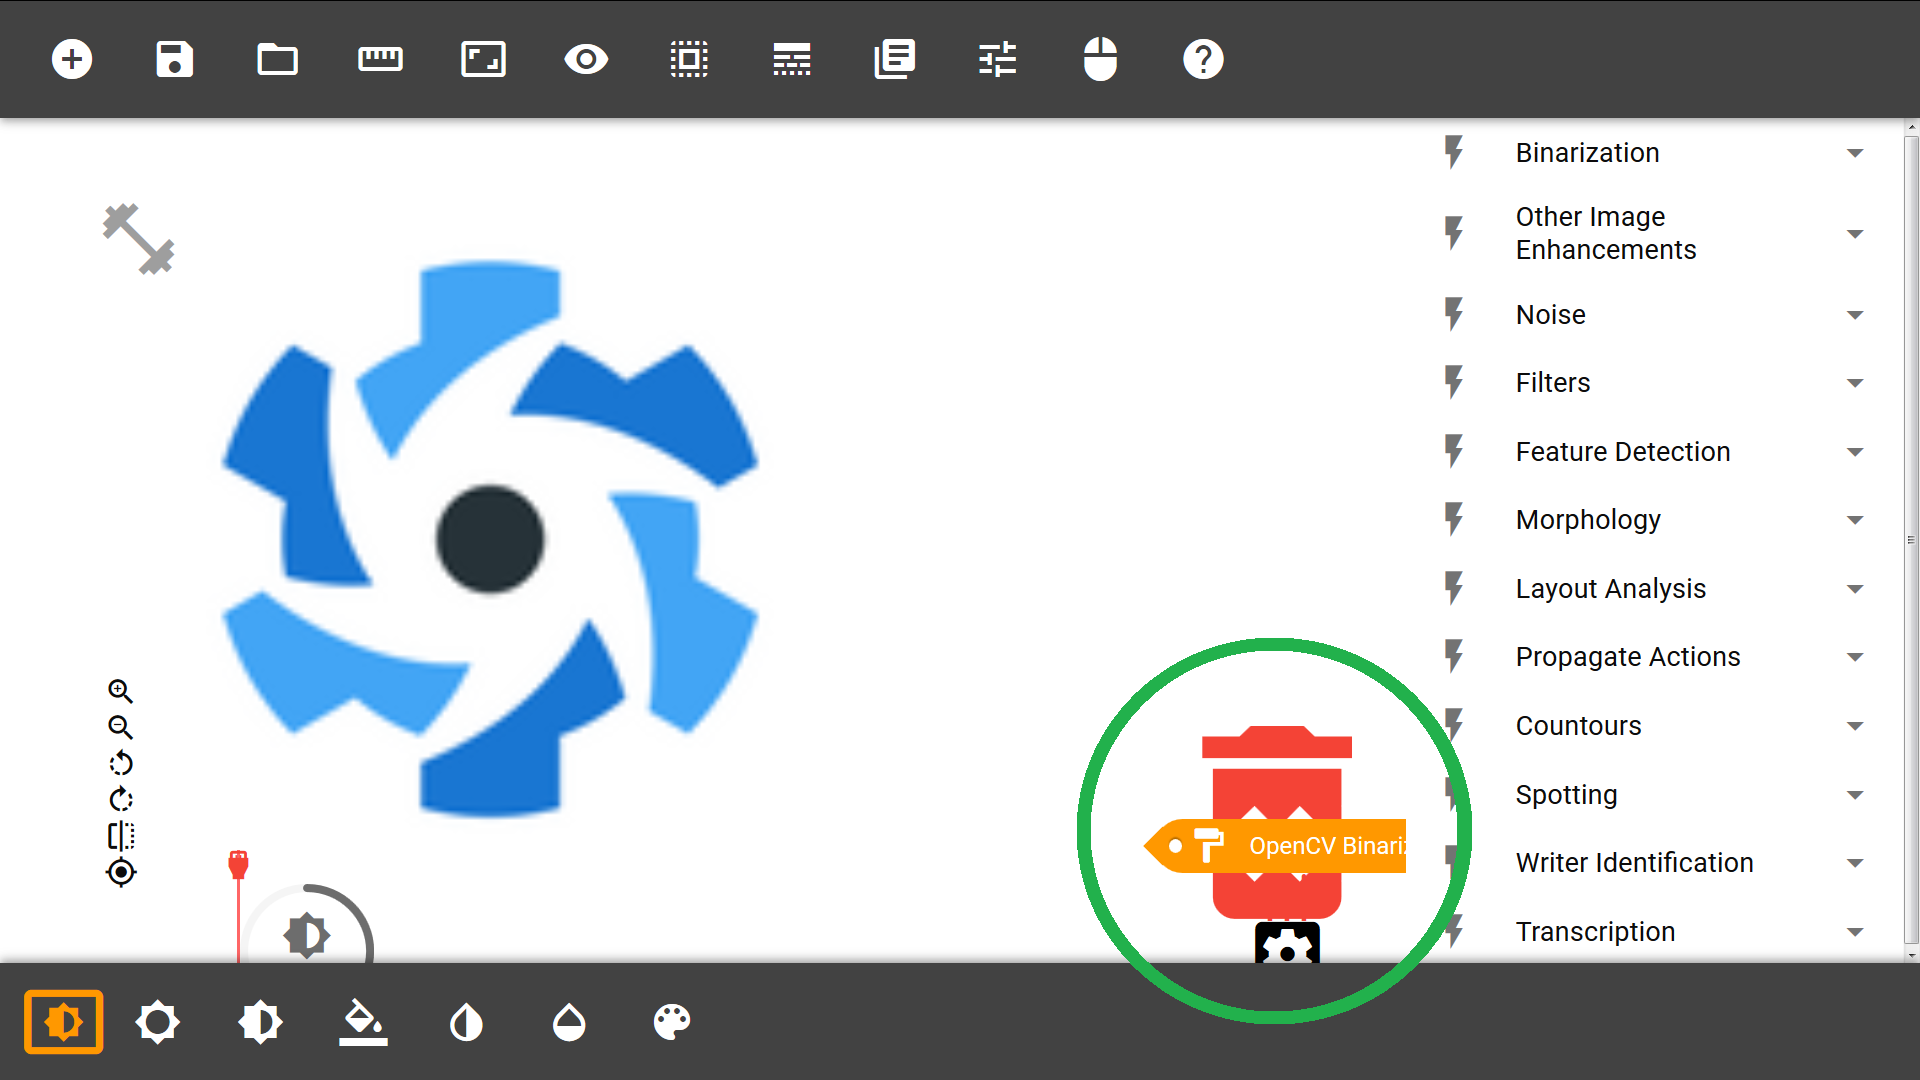 Binarization
Other Image
Enhancements
Noise
Filters
Feature Detection
Morphology
Layout Analysis
Propagate Actions
Countours
Spotting
OpenCV Binari
Writer Identification
Transcription